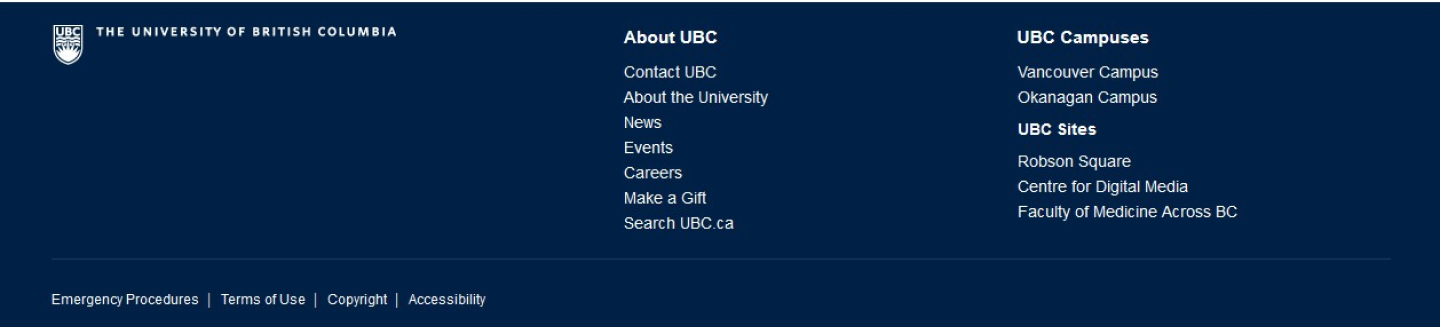 UBC
THE UNIVERSITY OF BRITISH COLUMBIA
About UBC
Contact UBC
About the University
News
Events
Careers
Make a Gift
Search UBC.ca
UBC Campuses
Vancouver Campus
Okanagan Campus
UBC Sites
Robson Square
Centre for Digital Media
Faculty of Medicine Across BC
Emergency Procedures | Terms of Use | Copyright | Accessibility